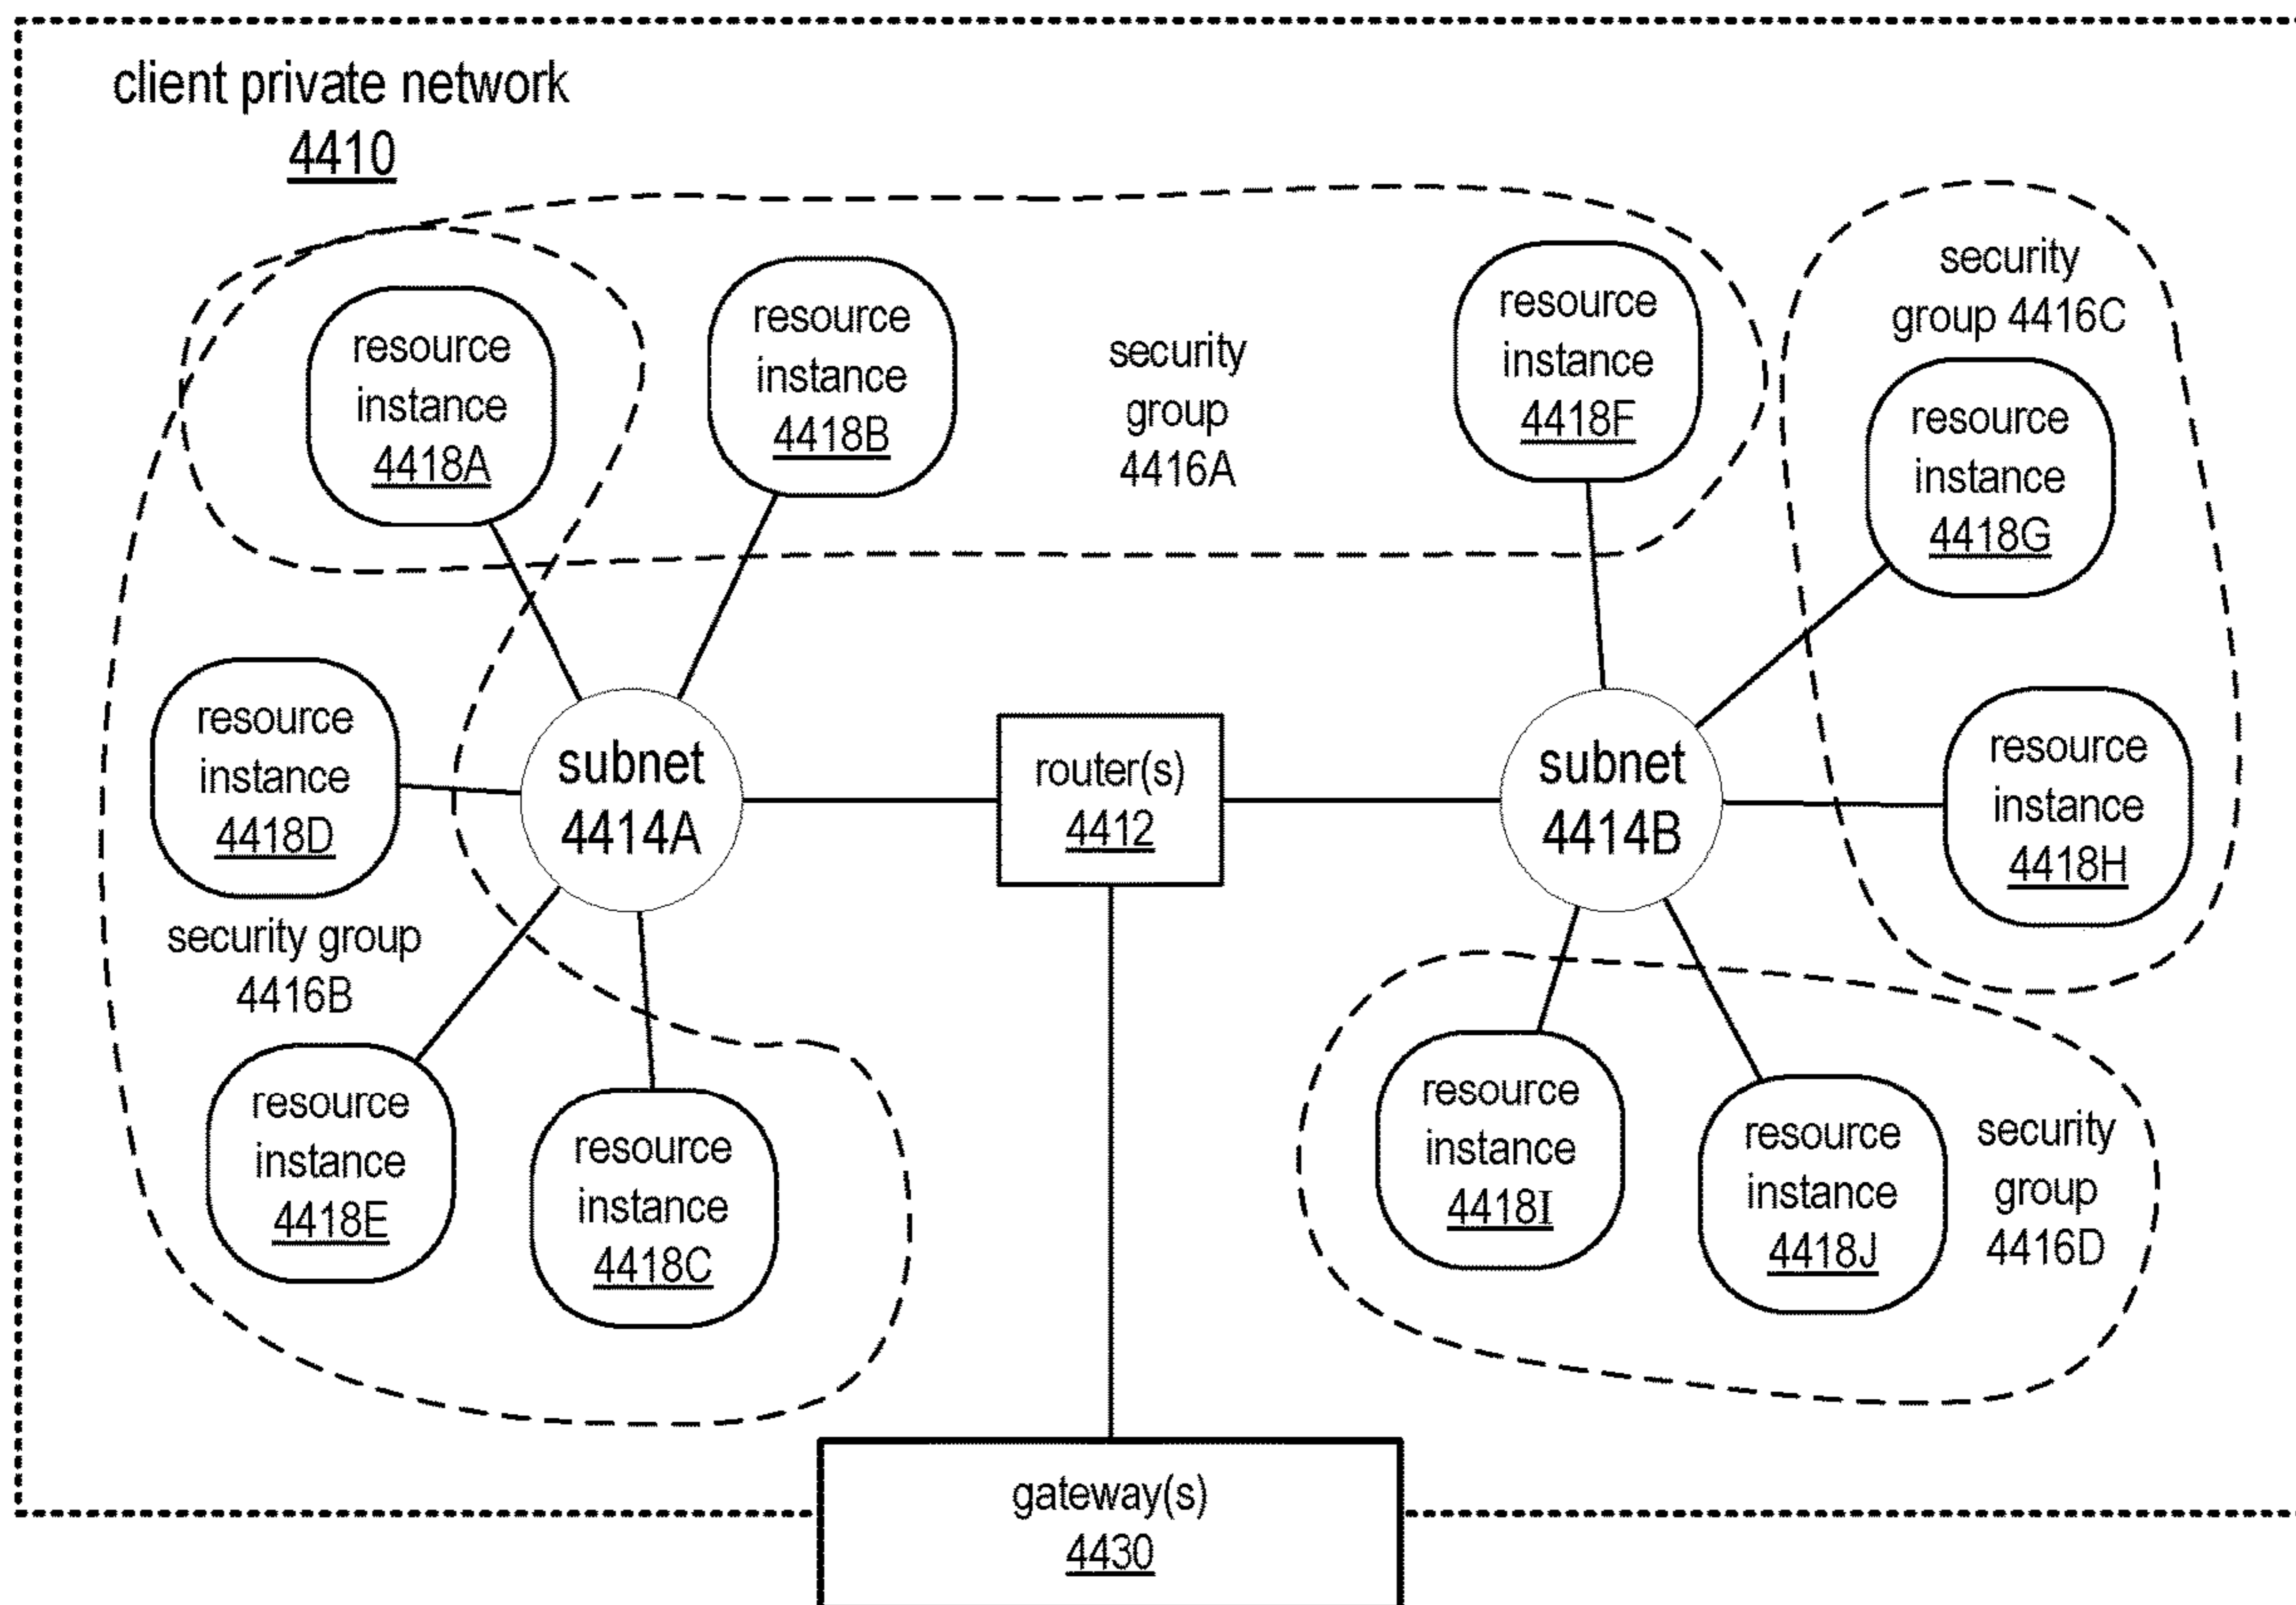 client private network
4410
resource
instance
4418A
resource
instance
4418B
security
group
4416A
resource
instance
4418F
security
group 4416C
resource
instance
4418G
resource
instance
4418D
subnet
4414A
router(s)
4412
subnet
4414B
resource
instance
4418H
security group
4416B
resource
instance
4418E
resource
instance
4418C
resource
instance
4418I
resource
instance
4418J
security
group
4416D
gateway(s)
4430